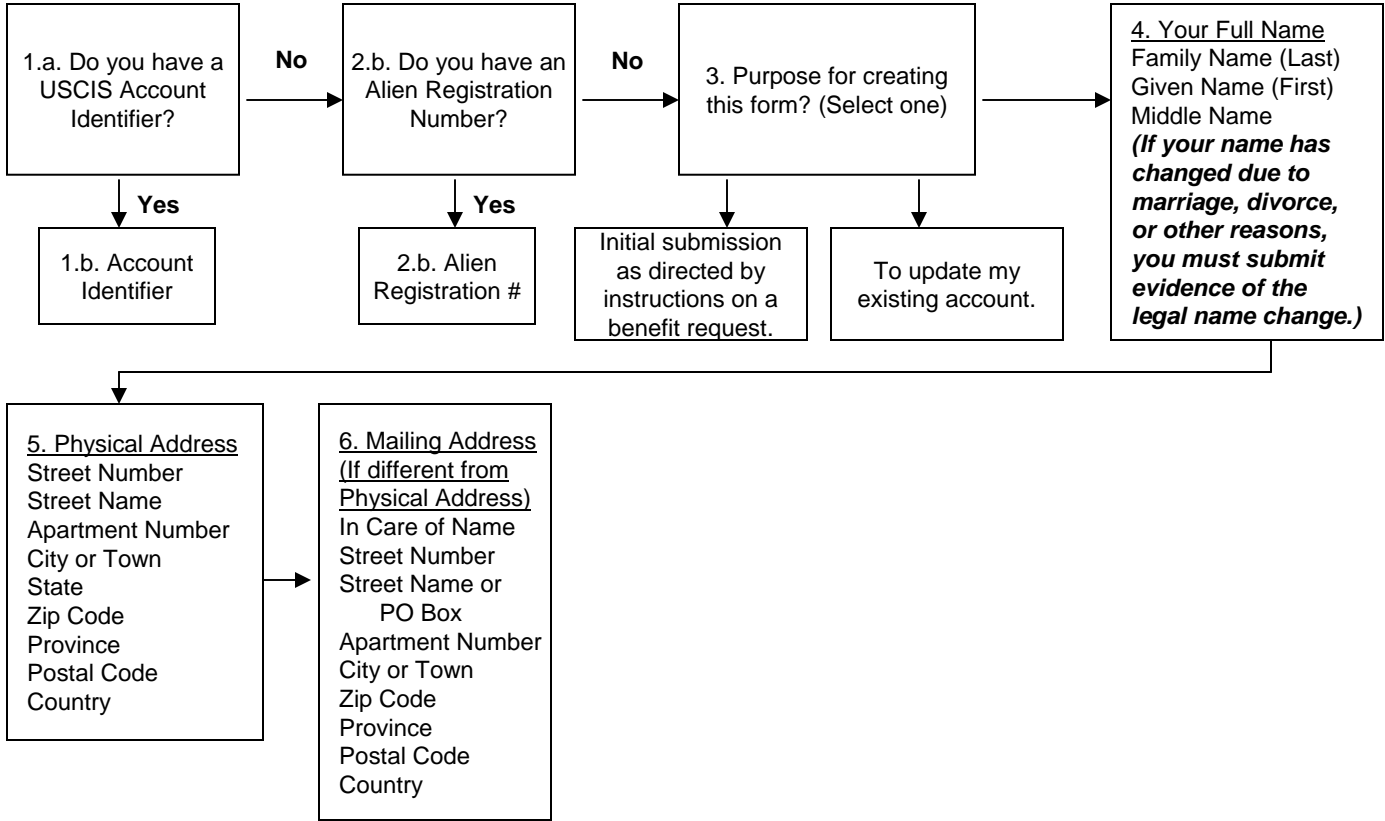 1.a. Do you have a
USCIS Account
Identifier?
No
2.b. Do you have an
Alien Registration
Number?
No
3. Purpose for creating
this form? (Select one)
4. Your Full Name
Family Name (Last)
Given Name (First)
Middle Name
(If your name has
changed due to
marriage, divorce,
or other reasons,
you must submit
evidence of the
legal name change.)
Yes
1.b. Account
Identifier
Yes
2.b. Alien
Registration #
Initial submission
as directed by
instructions on a
benefit request.
To update my
existing account.
5. Physical Address
Street Number
Street Name
Apartment Number
City or Town
State
Zip Code
Province
Postal Code
Country
6. Mailing Address
(If different from
Physical Address)
In Care of Name
Street Number
Street Name or
PO Box
Apartment Number
City or Town
Zip Code
Province
Postal Code
Country